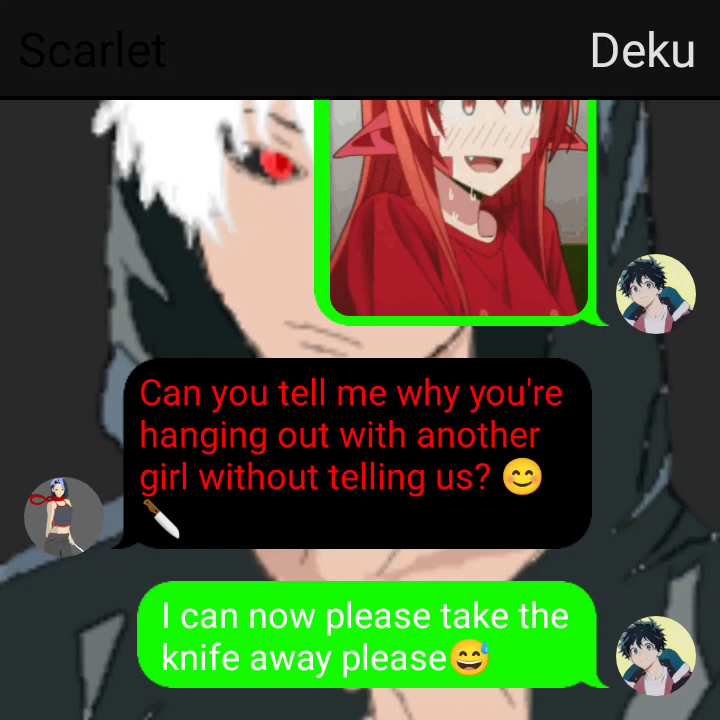 Scarlet
Deku
Can you tell me why you're
hanging out with another
girl without telling us? 😊
🔪
I can now please take the
knife away please😅